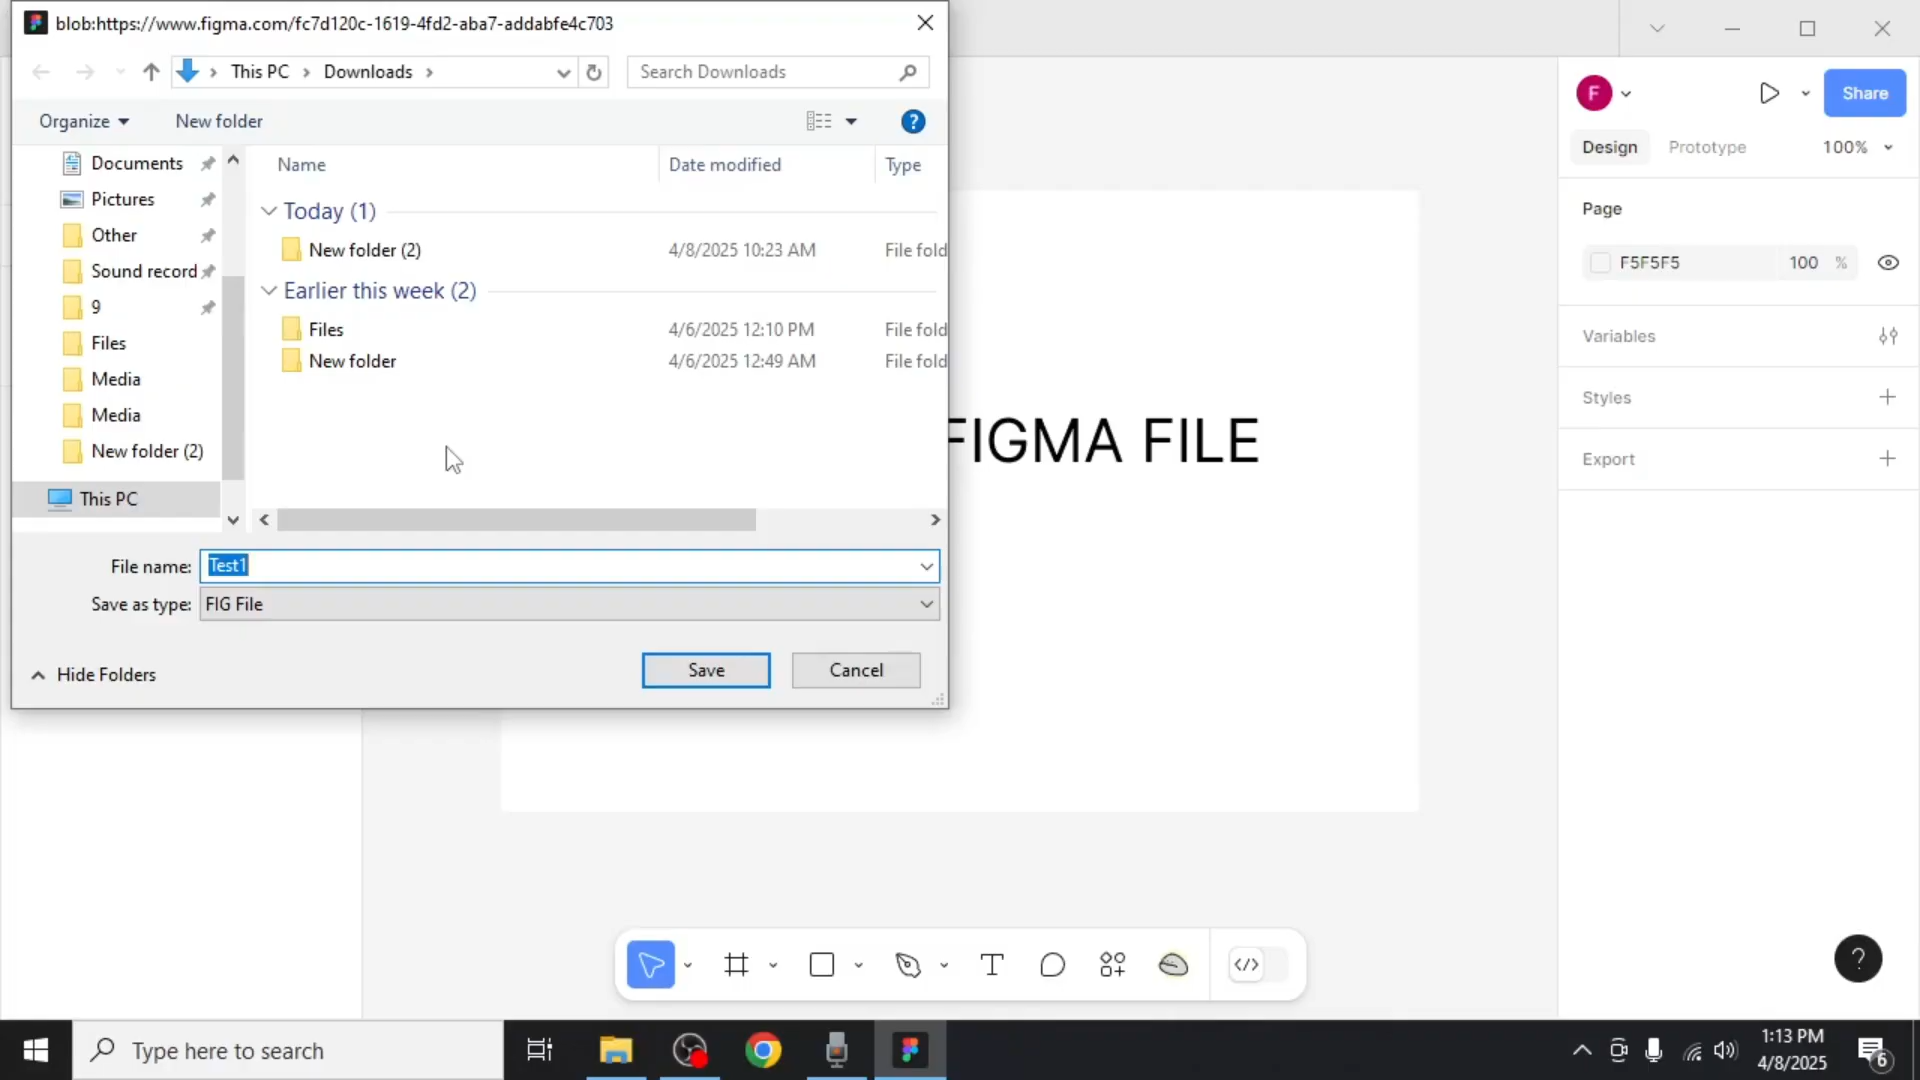 blob:https://www.figma.com/fc7d120c-1619-4fd2-aba7-addabfe4c703
This PC
Downloads
Search Downloads
Organize
New folder
?
Documents
Pictures
Other
Sound record
9
Files
Media
Media
New folder (2)
This PC
Name
Date modified
Type
Today (1)
New folder (2)
4/8/2025 10:23 AM
File fold
Earlier this week (2)
Files
4/6/2025 12:10 PM
File fold
New folder
4/6/2025 12:49 AM
File fold
File name:
Test1
Save as type:
FIG File
Hide Folders
Save
Cancel
FIGMA FILE
F
Share
Design
Prototype
100%
Page
F5F5F5
100
%
Variables
Styles
Export
?
Type here to search
1:13 PM
4/8/2025
6